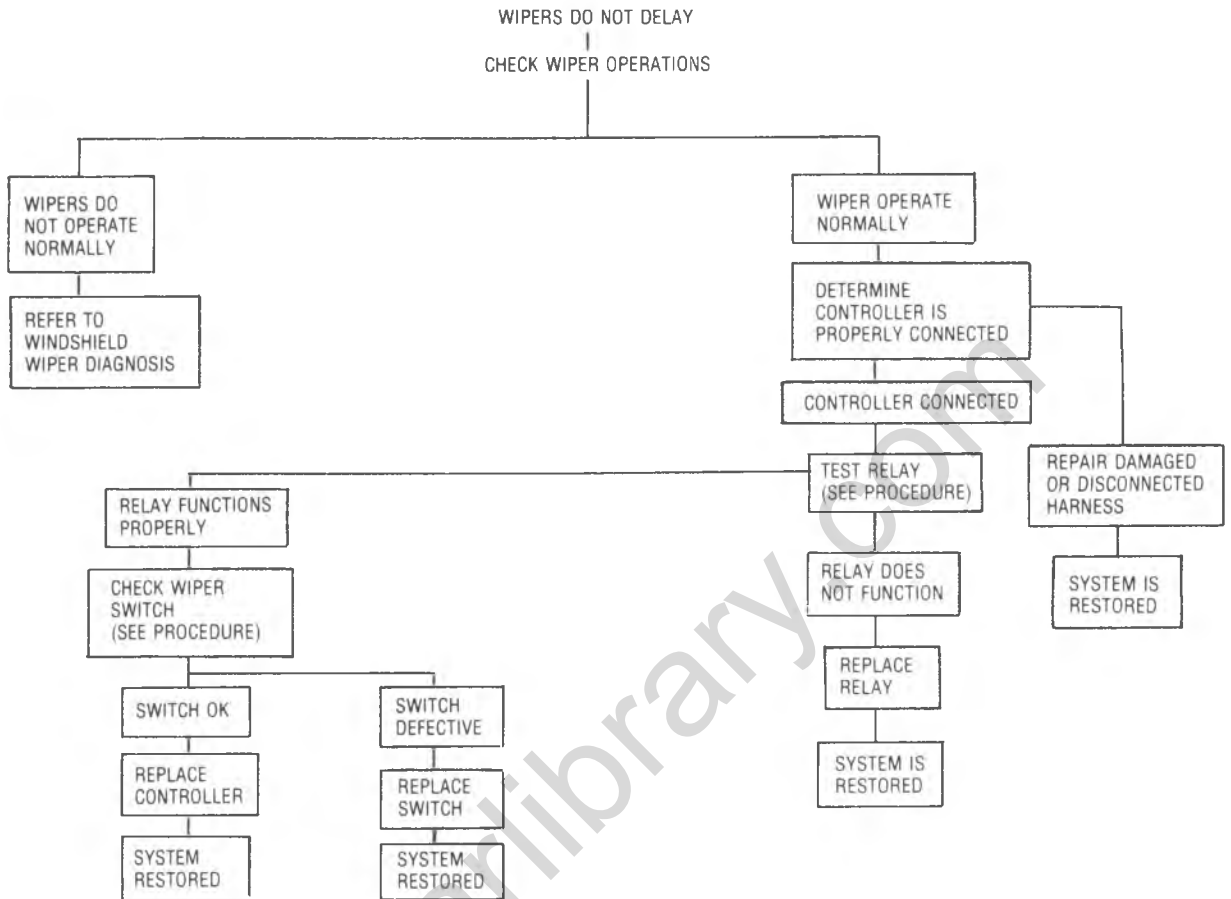 WIPERS DO NOT DELAY
CHECK WIPER OPERATIONS
WIPERS DO
NOT OPERATE
NORMALLY
REFER TO
WINDSHIELD
WIPER DIAGNOSIS
WIPER OPERATE
NORMALLY
DETERMINE
CONTROLLER IS
PROPERLY CONNECTED
CONTROLLER CONNECTED
TEST RELAY
(SEE PROCEDURE)
REPAIR DAMAGED
OR DISCONNECTED
HARNESS
SYSTEM IS
RESTORED
RELAY DOES
NOT FUNCTION
REPLACE
RELAY
SYSTEM IS
RESTORED
RELAY FUNCTIONS
PROPERLY
CHECK WIPER
SWITCH
(SEE PROCEDURE)
SWITCH OK
REPLACE
CONTROLLER
SYSTEM
RESTORED
SWITCH
DEFECTIVE
REPLACE
SWITCH
SYSTEM
RESTORED
arlibrary.com